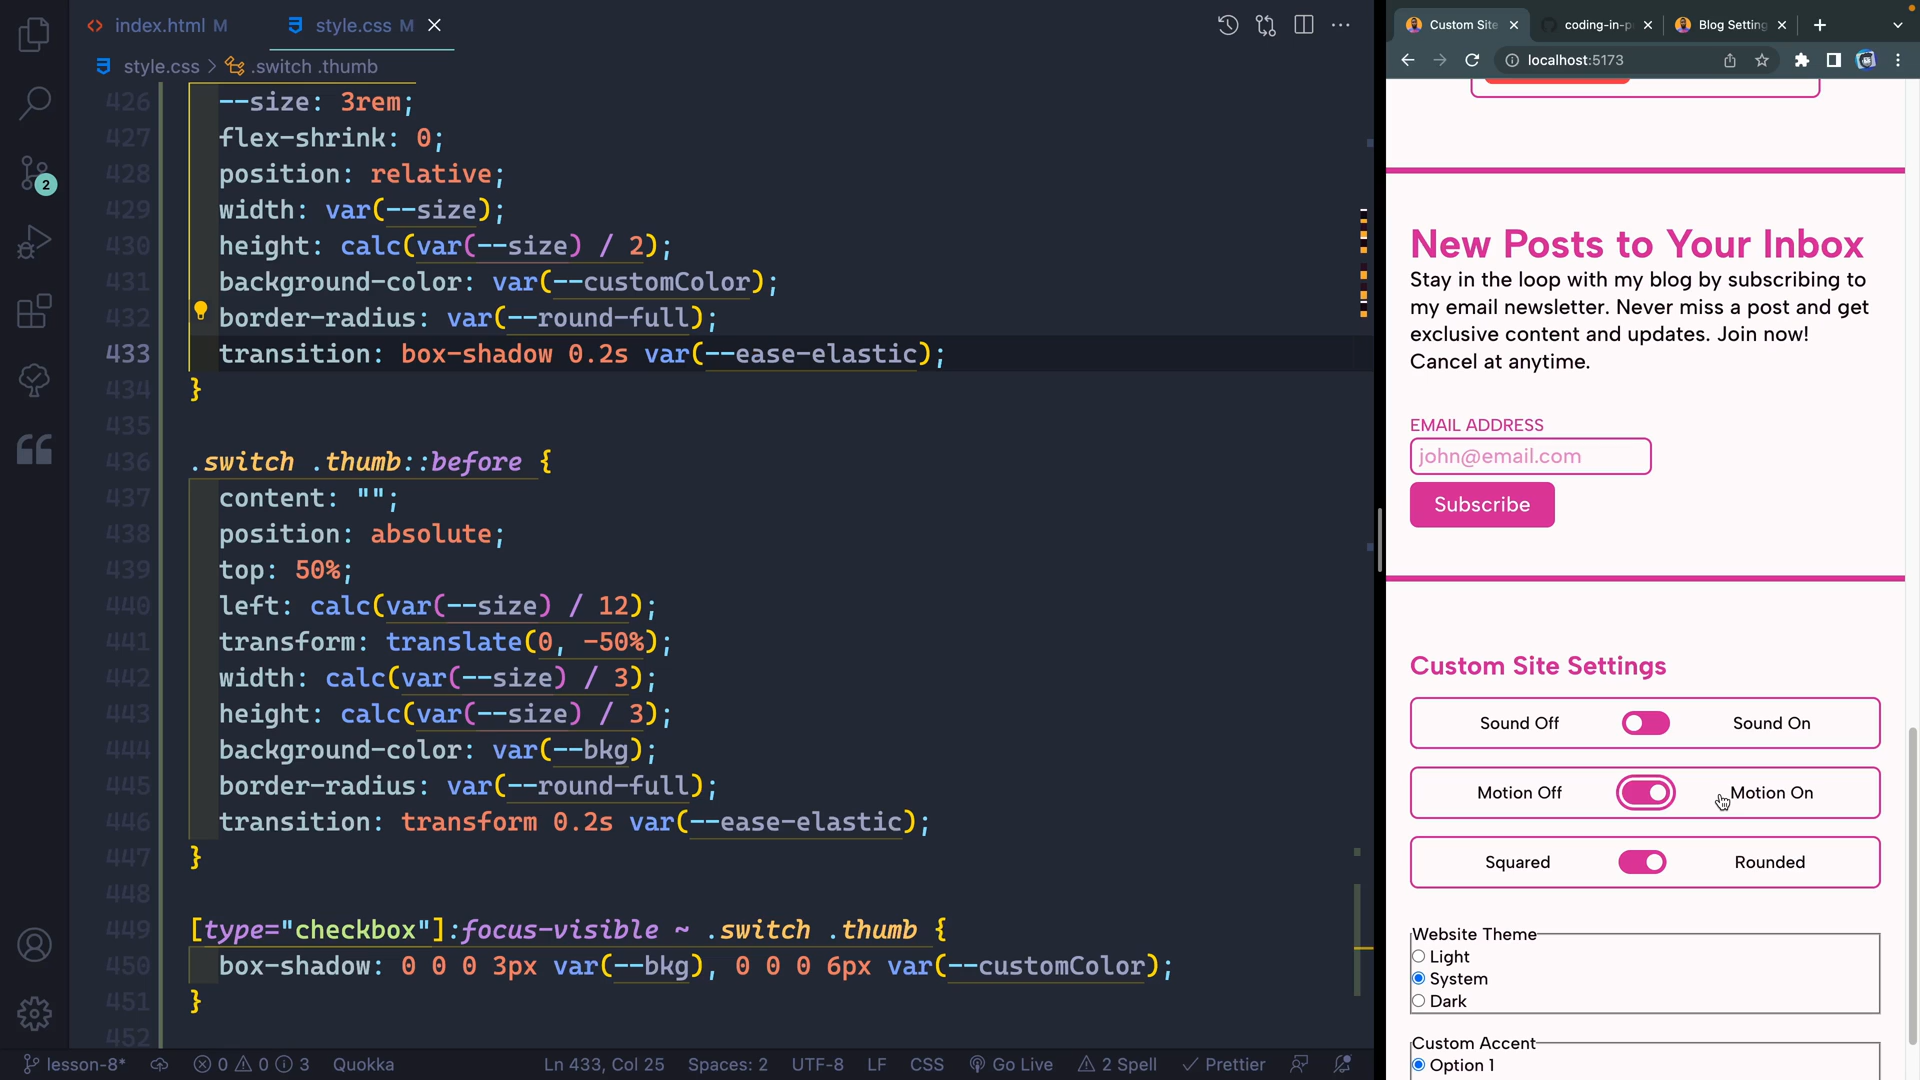 index.html M
style.css M
style.css > .switch .thumb
426 --size: 3rem;
427 flex-shrink: 0;
428 position: relative;
429 width: var(--size);
430 height: calc(var(--size) / 2);
431 background-color: var(--customColor);
432 border-radius: var(--round-full);
433 transition: box-shadow 0.2s var(--ease-elastic);
434 }
435
436 .switch .thumb::before {
437 content: "";
438 position: absolute;
439 top: 50%;
440 left: calc(var(--size) / 12);
441 transform: translate(0, -50%);
442 width: calc(var(--size) / 3);
443 height: calc(var(--size) / 3);
444 background-color: var(--bkg);
445 border-radius: var(--round-full);
446 transition: transform 0.2s var(--ease-elastic);
447 }
448
449 [type="checkbox"]:focus-visible ~ .switch .thumb {
450 box-shadow: 0 0 0 3px var(--bkg), 0 0 0 6px var(--customColor);
451 }
452
2
lesson-8* 0 0 3 Quokka Ln 433, Col 25 Spaces: 2 UTF-8 LF CSS Go Live 2 Spell Prettier
Custom Site coding-in-p Blog Setting
localhost:5173
New Posts to Your Inbox
Stay in the loop with my blog by subscribing to
my email newsletter. Never miss a post and get
exclusive content and updates. Join now!
Cancel at anytime.
EMAIL ADDRESS
john@email.com
Subscribe
Custom Site Settings
Sound Off Sound On
Motion Off Motion On
Squared Rounded
Website Theme
Light
System
Dark
Custom Accent
Option 1